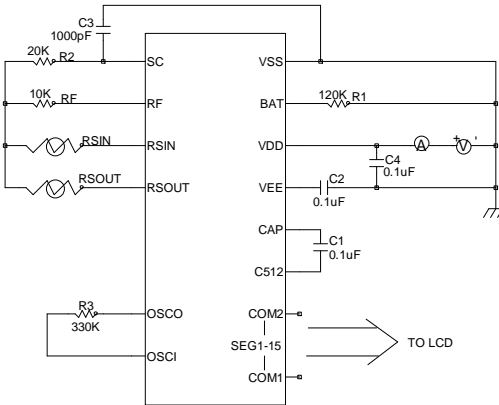 C3
1000pF
20K
R2
SC
VSS
10K
RF
RF
BAT
120K
R1
RSIN
RSIN
VDD
A
+
V
-
C4
0.1uF
RSOUT
RSOUT
VEE
C2
0.1uF
CAP
C1
0.1uF
C512
R3
330K
OSCO
COM2
SEG1-15
TO LCD
OSCI
COM1